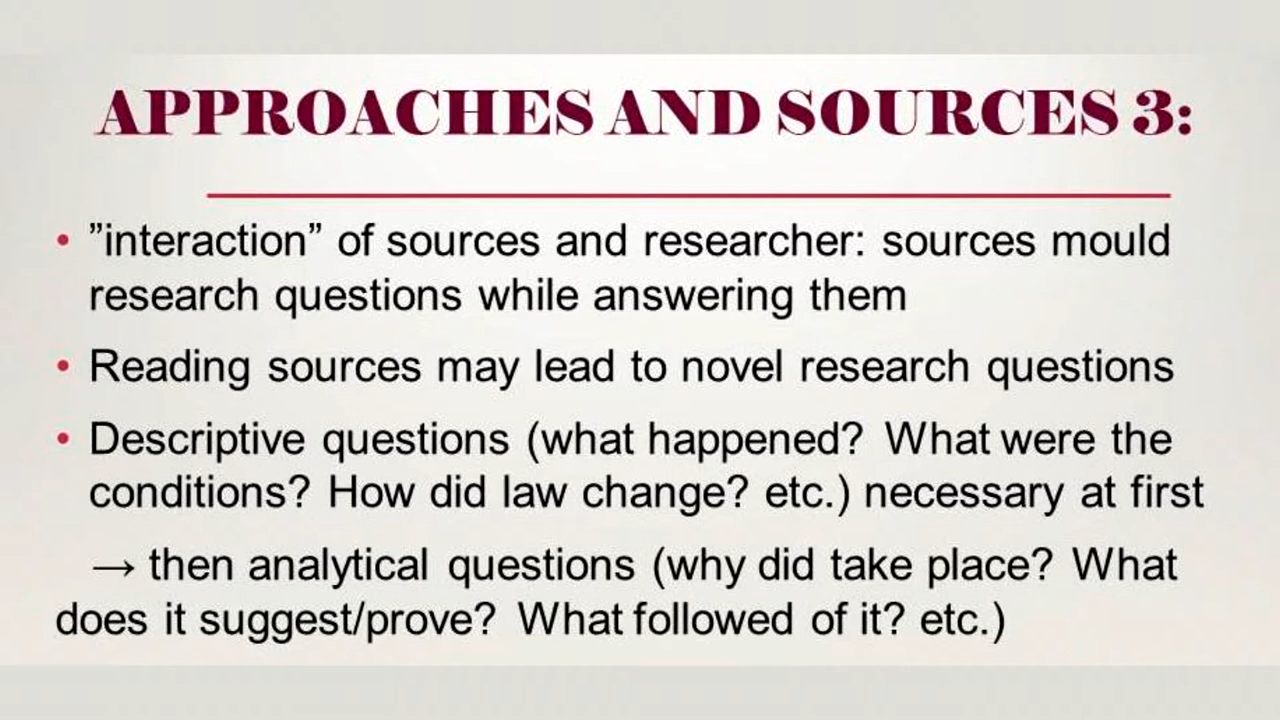 APPROACHES AND SOURCES 3:
• ”interaction” of sources and researcher: sources mould
research questions while answering them
• Reading sources may lead to novel research questions
• Descriptive questions (what happened? What were the
conditions? How did law change? etc.) necessary at first
→ then analytical questions (why did take place? What
does it suggest/prove? What followed of it? etc.)